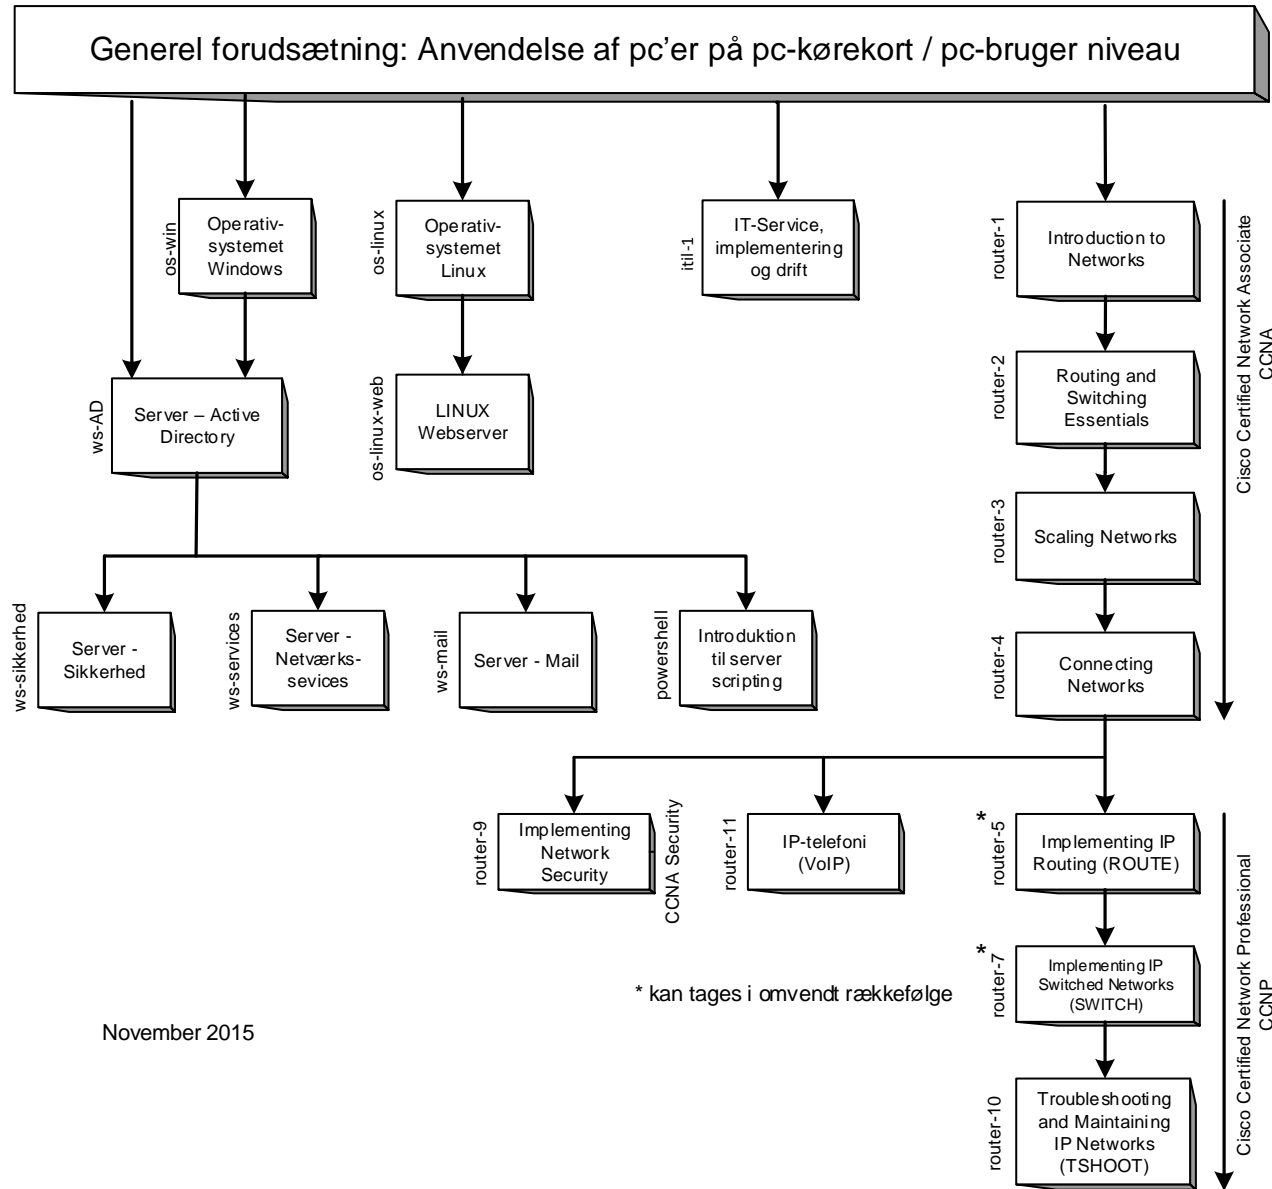 Generel forudsætning: Anvendelse af pc'er på pc-kørekort / pc-bruger niveau
os-win
Operativ-
systemet
Windows
os-linux
Operativ-
systemet
Linux
itil-1
IT-Service,
implementering
og drift
router-1
Introduction to
Networks
Cisco Certified Network Associate
CCNA
ws-AD
Server – Active
Directory
os-linux-web
LINUX
Webserver
router-2
Routing and
Switching
Essentials
router-3
Scaling Networks
ws-sikkerhed
Server -
Sikkerhed
ws-services
Server -
Netværks-
sevices
ws-mail
Server - Mail
powershell
Introduktion
til server
scripting
router-4
Connecting
Networks
router-9
Implementing
Network
Security
CCNA Security
router-11
IP-telefoni
(VoIP)
*
router-5
Implementing IP
Routing (ROUTE)
Cisco Certified Network Professional
CCNP
*
router-7
Implementing IP
Switched Networks
(SWITCH)
* kan tages i omvendt rækkefølge
November 2015
router-10
Troubleshooting
and Maintaining
IP Networks
(TSHOOT)